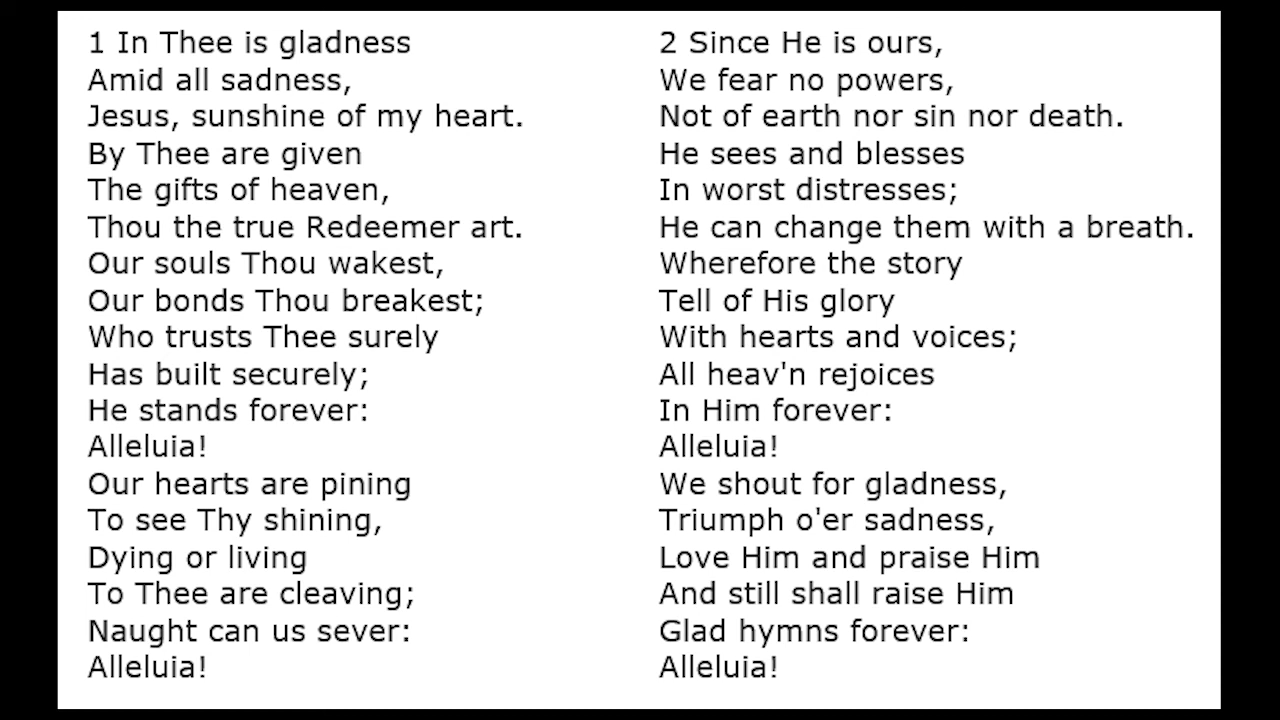 1 In Thee is gladness
Amid all sadness,
Jesus, sunshine of my heart.
By Thee are given
The gifts of heaven,
Thou the true Redeemer art.
Our souls Thou wakest,
Our bonds Thou breakest;
Who trusts Thee surely
Has built securely;
He stands forever:
Alleluia!
Our hearts are pining
To see Thy shining,
Dying or living
To Thee are cleaving;
Naught can us sever:
Alleluia!
2 Since He is ours,
We fear no powers,
Not of earth nor sin nor death.
He sees and blesses
In worst distresses;
He can change them with a breath.
Wherefore the story
Tell of His glory
With hearts and voices;
All heav'n rejoices
In Him forever:
Alleluia!
We shout for gladness,
Triumph o'er sadness,
Love Him and praise Him
And still shall raise Him
Glad hymns forever:
Alleluia!